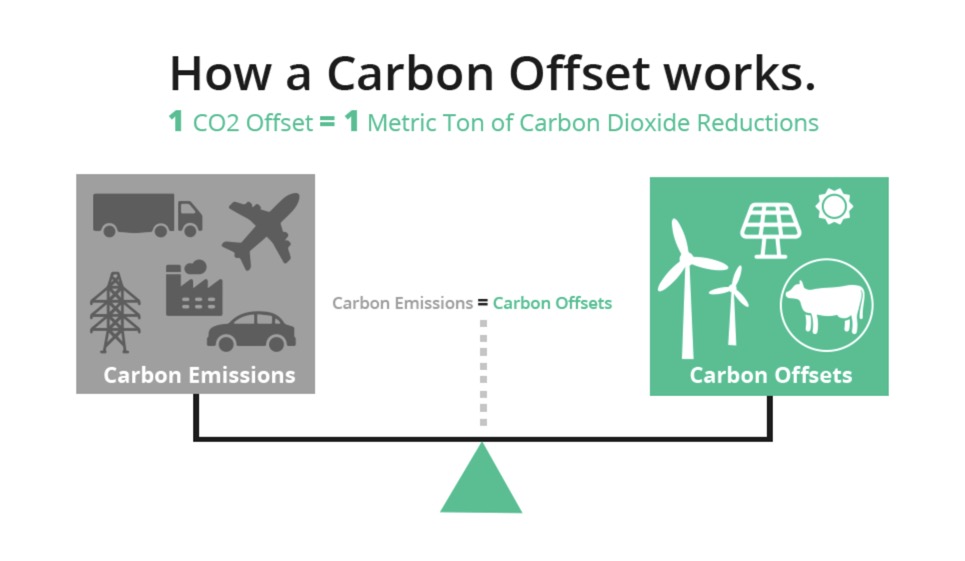 How a Carbon Offset works.
1 CO2 Offset = 1 Metric Ton of Carbon Dioxide Reductions
Carbon Emissions = Carbon Offsets
Carbon Emissions
Carbon Offsets